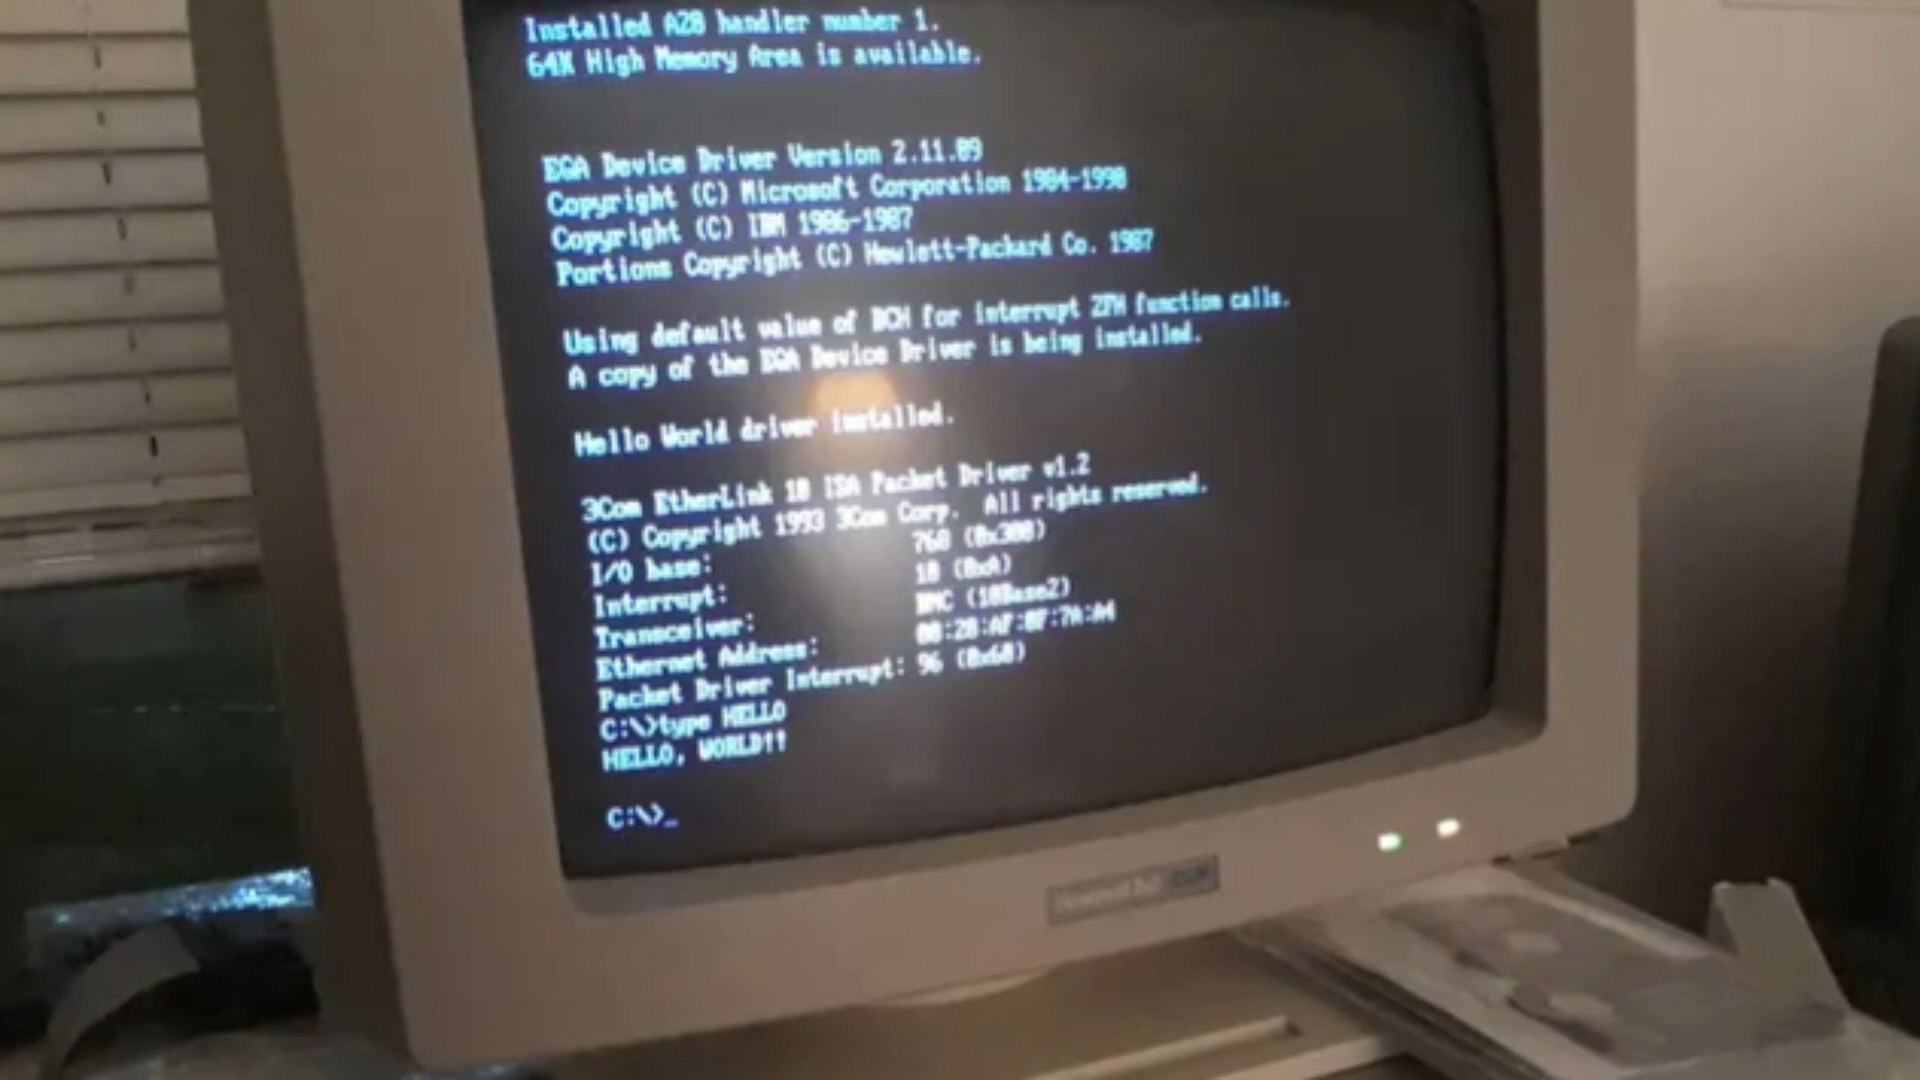 Installed A20 handler number 1.
64K High Memory Area is available.
EGA Device Driver Version 2.11.09
Copyright (C) Microsoft Corporation 1984-1990
Copyright (C) IBM 1986-1987
Portions Copyright (C) Hewlett-Packard Co. 1987
Using default value of BCH for interrupt 2FH function calls.
A copy of the EGA Device Driver is being installed.
Hello World driver installed.
3Com EtherLink 10 ISA Packet Driver v1.2
(C) Copyright 1993 3Com Corp. All rights reserved.
I/O base: 768 (0x300)
Interrupt: 10 (0xA)
Transceiver: BNC (10Base2)
Ethernet Address:
Packet Driver Interrupt: 96 (0x60)
C:\>type HELLO
HELLO, WORLD!!
C:\>_